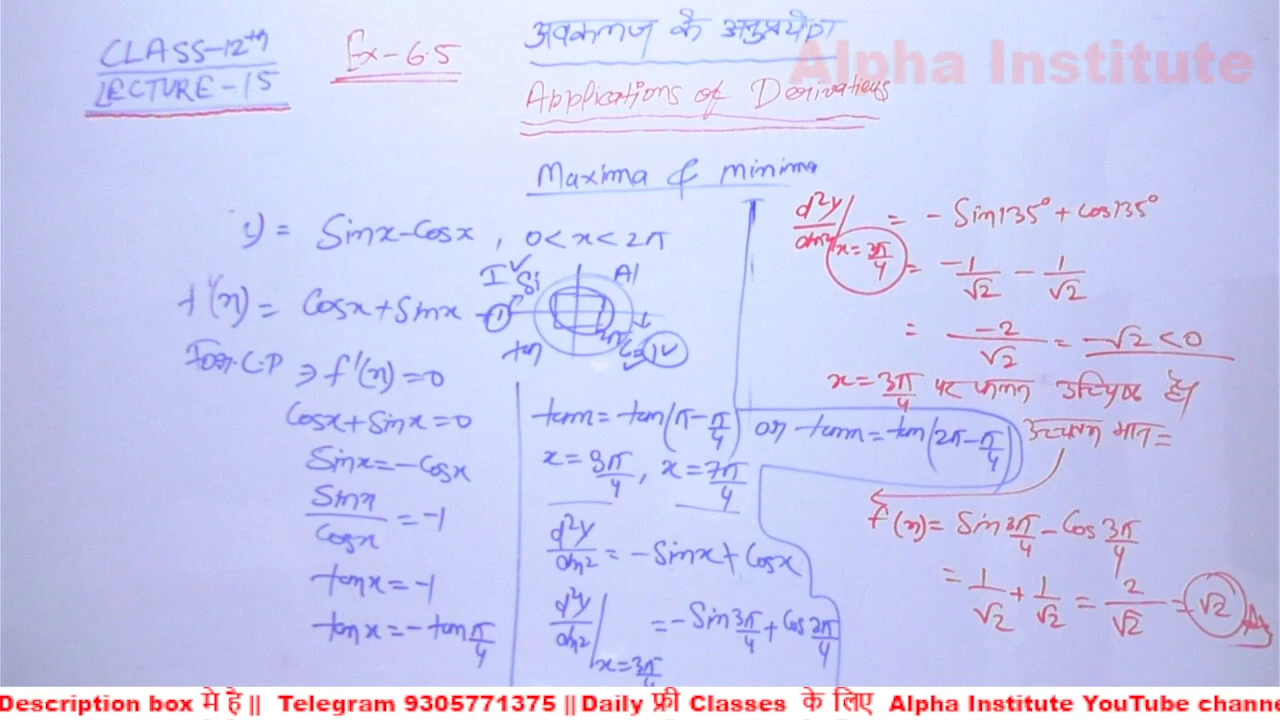 CLASS-12th
LECTURE-15
Ex-6.5
अवकलज के अनुप्रयोग
Applications of Derivatives
Alpha Institute
Maxima & minima
y = Sinx-Cosx , 0<x<2π
f'(x) = Cosx+Sinx
For C.P ⇒ f'(x)=0
Cosx+Sinx=0
Sinx=-Cosx
Sinx/Cosx = -1
tanx=-1
tanx=-tan π/4
tanx=tan(π-π/4) or tanx=tan(2π-π/4)
x=3π/4 , x=7π/4
d²y/dx² = -Sinx+Cosx
d²y/dx² | x=3π/4 = -Sin 3π/4 + Cos 3π/4
d²y/dx² | x=3π/4 = -Sin135°+Cos135°
= -1/√2 - 1/√2
= -2/√2 = -√2<0
x=3π/4 पर फलन उच्चिष्ठ है
उच्चतम मान =
f(x)= Sin 3π/4 - Cos 3π/4
= 1/√2 + 1/√2 = 2/√2 = √2 Ans
Description box मे है || Telegram 9305771375 || Daily फ्री Classes के लिए Alpha Institute YouTube chann